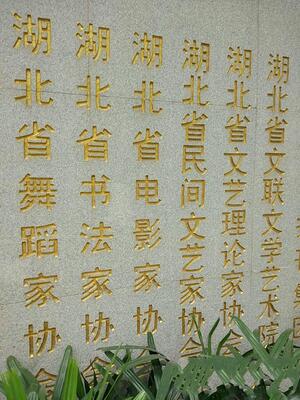 湖北省舞蹈家协会
湖北省书法家协会
湖北省电影家协
湖北省民间文艺家协会
湖北省文艺理论家协会
湖北省文联文学艺术院